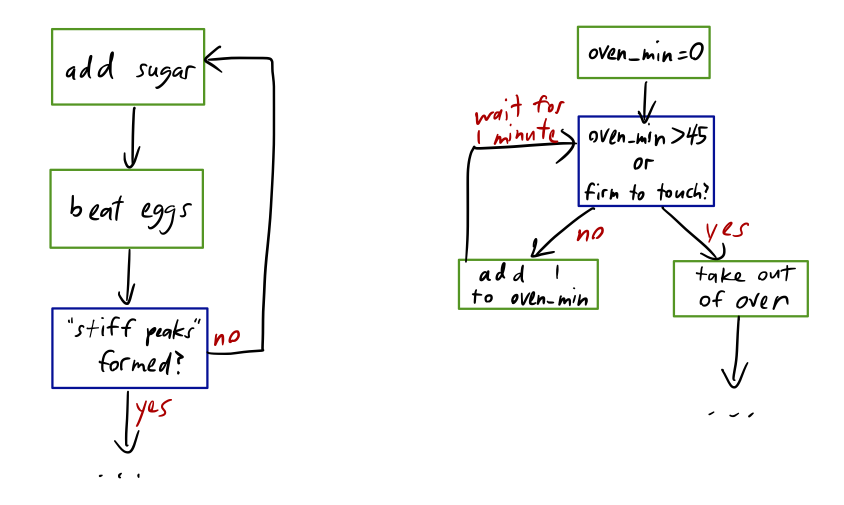 add sugar
beat eggs
"stiff peaks"
formed?
no
yes
...
oven_min=0
wait for
1 minute
oven_min >45
or
firm to touch?
no
yes
add 1
to oven_min
take out
of oven
...